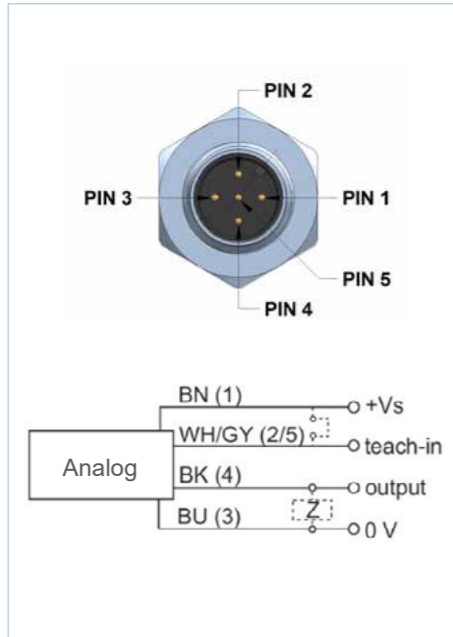 PIN 2
PIN 3
PIN 1
PIN 5
PIN 4
BN (1)
+Vs
WH/GY (2/5)
teach-in
Analog
BK (4)
output
Z
BU (3)
0 V